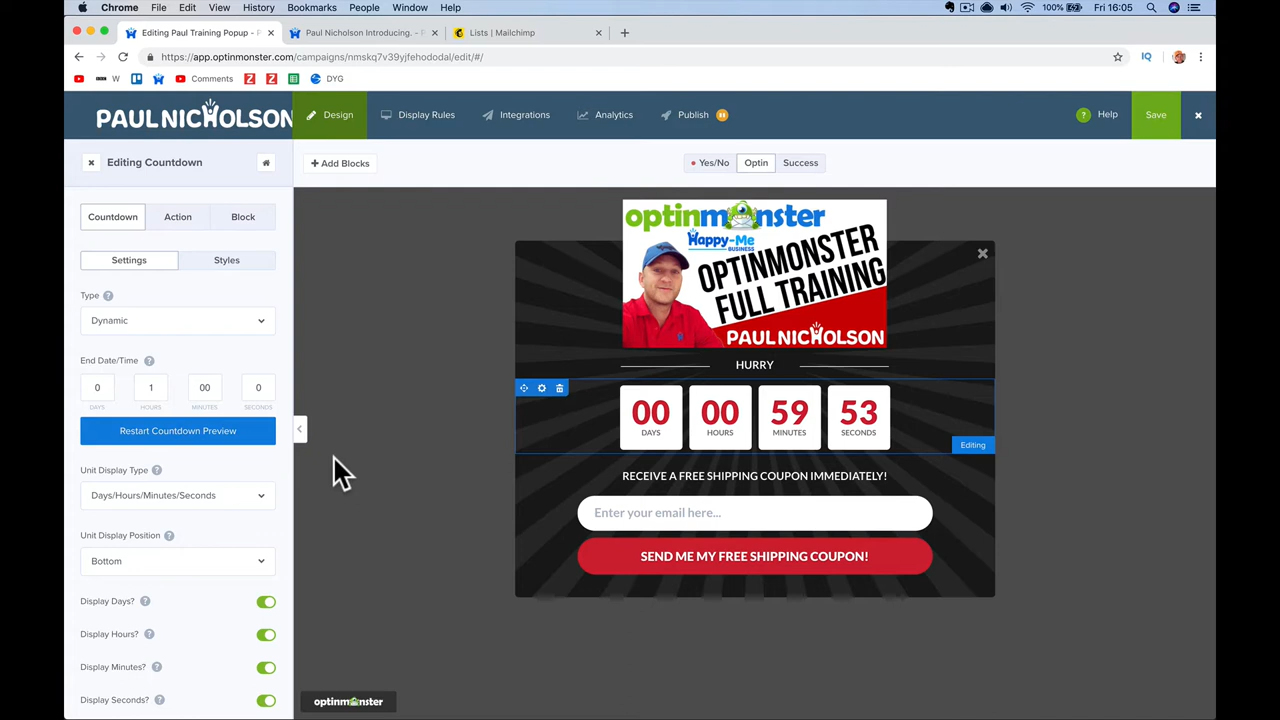 Chrome File Edit View History Bookmarks People Window Help 100% Fri 16:05
Editing Paul Training Popup - P Paul Nicholson Introducing. - P Lists | Mailchimp
https://app.optinmonster.com/campaigns/nmskq7v39yjfehododal/edit/#/ IQ
W Comments DYG
PAUL NICHOLSON Design Display Rules Integrations Analytics Publish ? Help Save
Editing Countdown + Add Blocks Yes/No Optin Success
Countdown Action Block
Settings Styles
Type ?
Dynamic
End Date/Time ?
0 1 00 0
DAYS HOURS MINUTES SECONDS
Restart Countdown Preview
Unit Display Type ?
Days/Hours/Minutes/Seconds
Unit Display Position ?
Bottom
Display Days? ?
Display Hours? ?
Display Minutes? ?
Display Seconds? ?
optinmonster
Happy-Me
BUSINESS
OPTINMONSTER
FULL TRAINING
PAUL NICHOLSON
HURRY
00 00 59 53
DAYS HOURS MINUTES SECONDS
Editing
RECEIVE A FREE SHIPPING COUPON IMMEDIATELY!
Enter your email here...
SEND ME MY FREE SHIPPING COUPON!
optinmonster